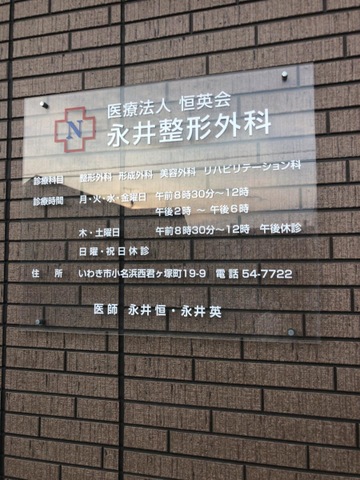 N
医療法人 恒英会
永井整形外科
診療科目 整形外科 形成外科 美容外科 リハビリテーション科
診療時間 月・火・水・金曜日 午前8時30分〜12時
午後2時 〜 午後6時
木・土曜日 午前8時30分〜12時 午後休診
日曜・祝日休診
住 所 いわき市小名浜西君ヶ塚町19-9 電話 54-7722
医師 永井 恒・永井 英